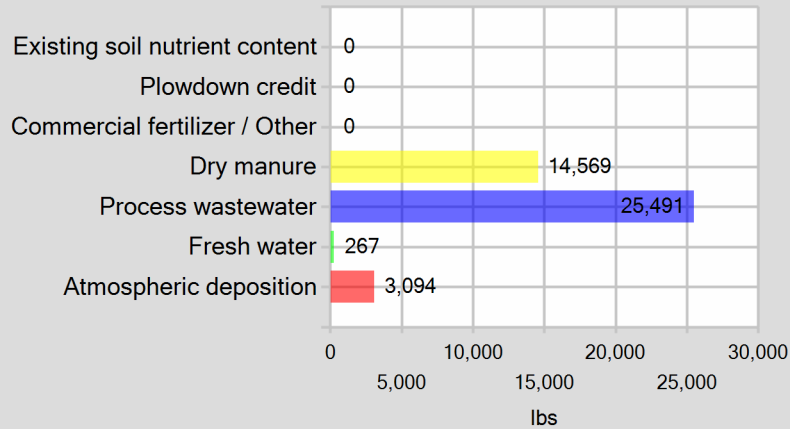 Existing soil nutrient content 0
Plowdown credit 0
Commercial fertilizer / Other 0
Dry manure 14,569
Process wastewater 25,491
Fresh water 267
Atmospheric deposition 3,094
0 10,000 20,000 30,000
5,000 15,000 25,000
lbs